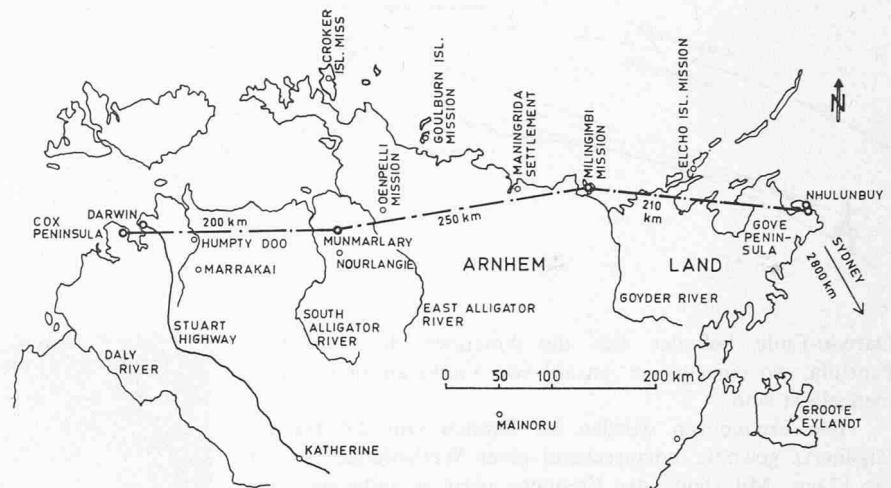 CROKER
ISL. MISS
GOULBURN ISL.
MISSION
OENPELLI
MISSION
MANINGRIDA
SETTLEMENT
MILINGIMBI
MISSION
ELCHO ISL. MISSION
N
COX
PENINSULA
DARWIN
200 km
HUMPTY DOO
MARRAKAI
MUNMARLARY
NOURLANGIE
250 km
210
km
NHULUNBUY
GOVE
PENIN-
SULA
SYDNEY
2800 km
ARNHEM
LAND
STUART
HIGHWAY
SOUTH
ALLIGATOR
RIVER
EAST ALLIGATOR
RIVER
GOYDER RIVER
DALY
RIVER
0
50
100
200 km
MAINORU
KATHERINE
GROOTE
EYLANDT